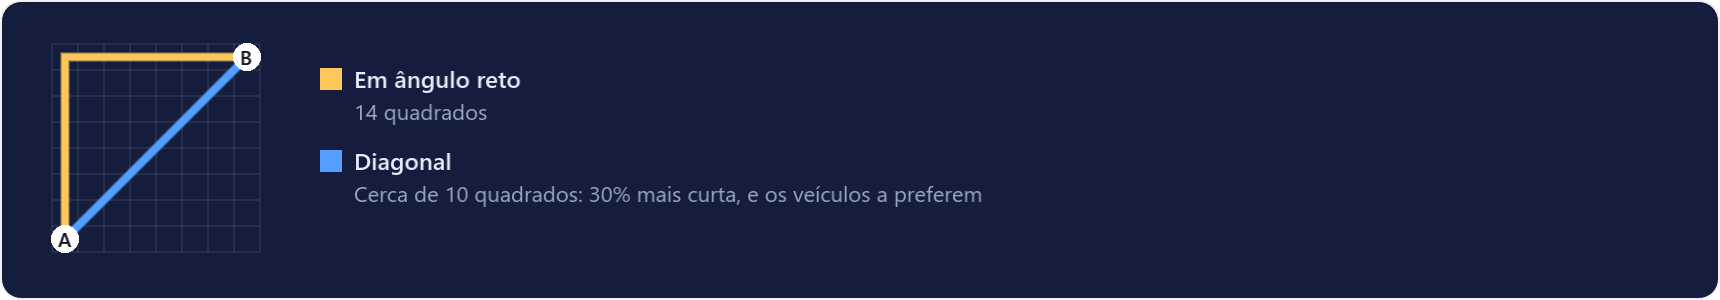 B
A
Em ângulo reto
14 quadrados
Diagonal
Cerca de 10 quadrados: 30% mais curta, e os veículos a preferem